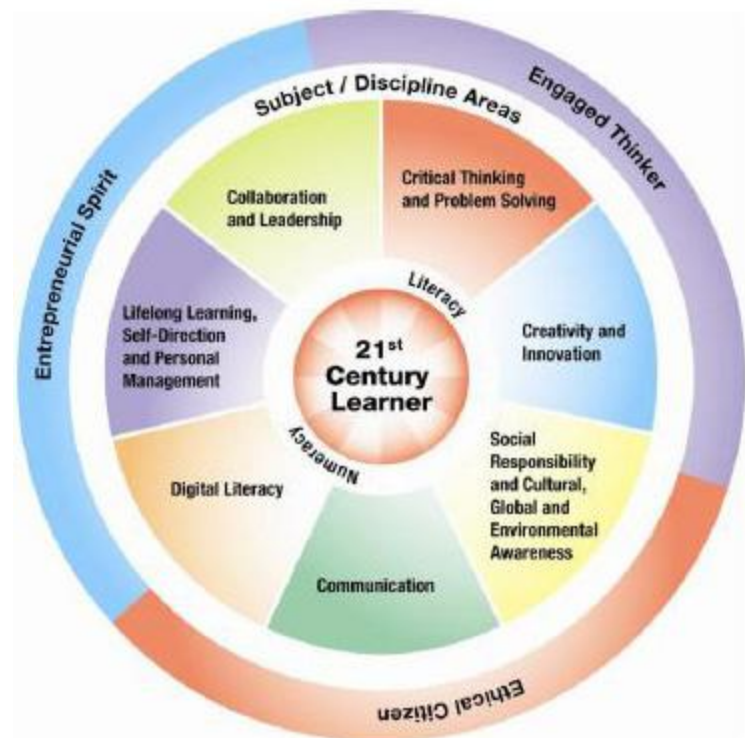 Engaged Thinker
Entrepreneurial Spirit
Subject / Discipline Areas
Collaboration
and Leadership
Critical Thinking
and Problem Solving
Lifelong Learning,
Self-Direction
and Personal
Management
Creativity and
Innovation
Literacy
21st
Century
Learner
Numeracy
Digital Literacy
Social
Responsibility
and Cultural,
Global and
Environmental
Awareness
Communication
Ethical Citizen